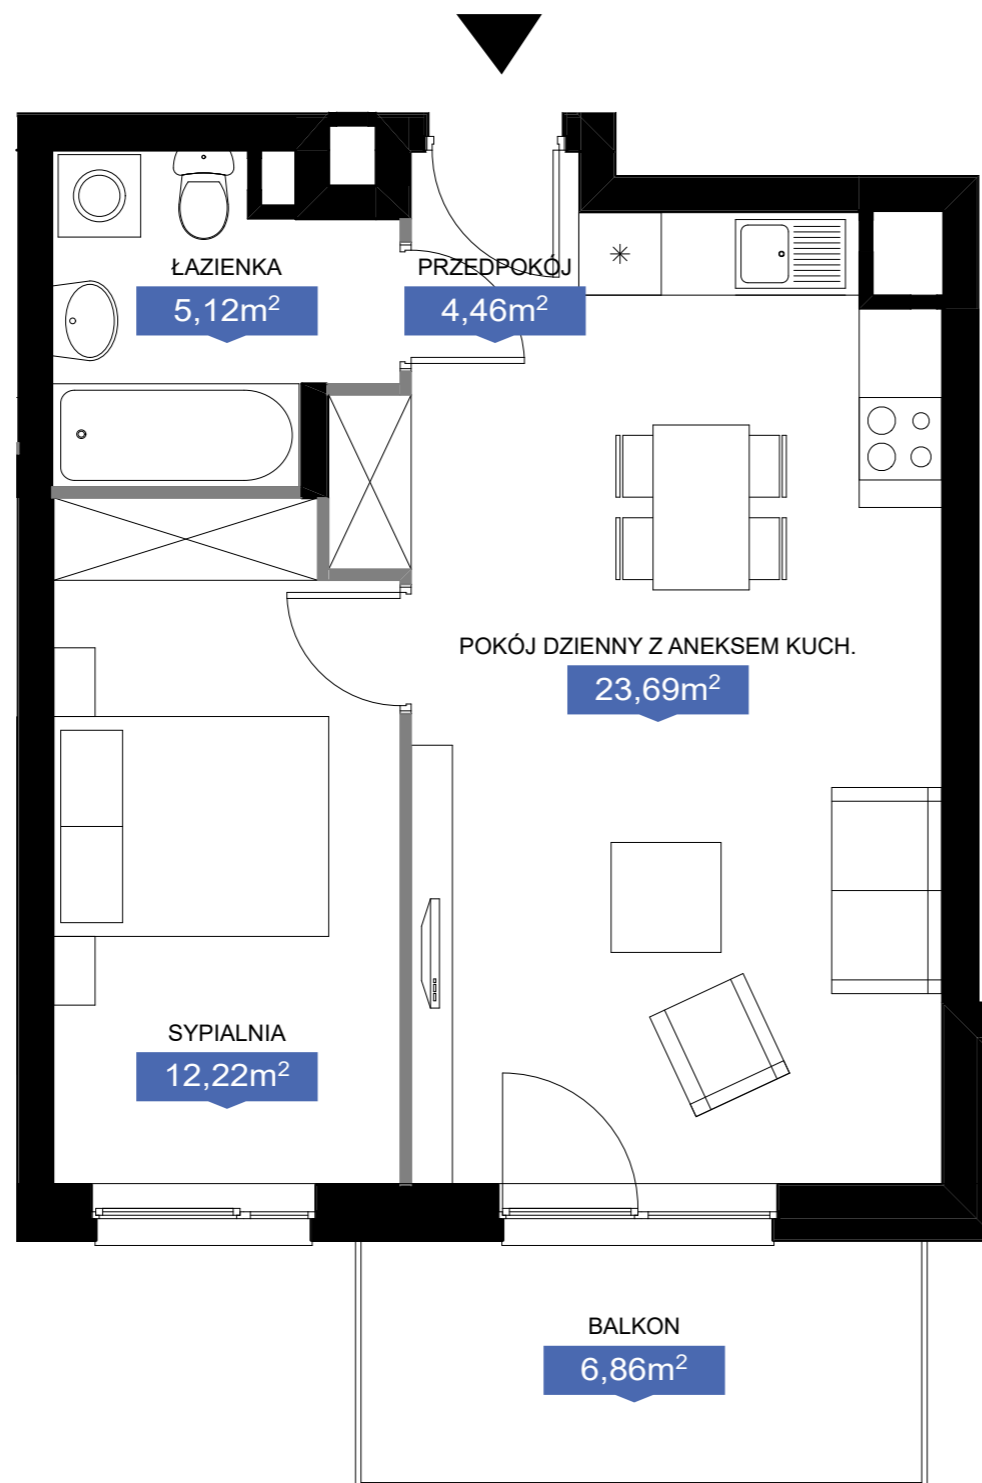 ŁAZIENKA
5,12m²
PRZEDPOKÓJ
4,46m²
POKÓJ DZIENNY Z ANEKSEM KUCH.
23,69m²
SYPIALNIA
12,22m²
BALKON
6,86m²